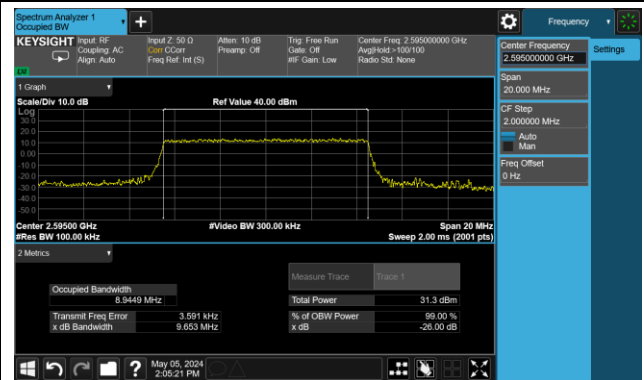 Spectrum Analyzer 1
Occupied BW
Frequency
KEYSIGHT Input: RF Input Z: 50 Ω Atten: 10 dB Trig: Free Run Center Freq: 2.595000000 GHz
Coupling: AC Corr CCorr Preamp: Off Gate: Off Avg|Hold:>100/100
Align: Auto Freq Ref: Int (S) #IF Gain: Low Radio Std: None
Center Frequency
2.595000000 GHz
Settings
Span
20.000 MHz
CF Step
2.000000 MHz
Auto
Man
Freq Offset
0 Hz
1 Graph
Scale/Div 10.0 dB Ref Value 40.00 dBm
Log
30.0
20.0
10.0
0.00
-10.0
-20.0
-30.0
-40.0
-50.0
Center 2.59500 GHz #Video BW 300.00 kHz Span 20 MHz
#Res BW 100.00 kHz Sweep 2.00 ms (2001 pts)
2 Metrics
Measure Trace Trace 1
Occupied Bandwidth
8.9449 MHz Total Power 31.3 dBm
Transmit Freq Error 3.591 kHz % of OBW Power 99.00 %
x dB Bandwidth 9.653 MHz x dB -26.00 dB
May 05, 2024
2:05:21 PM